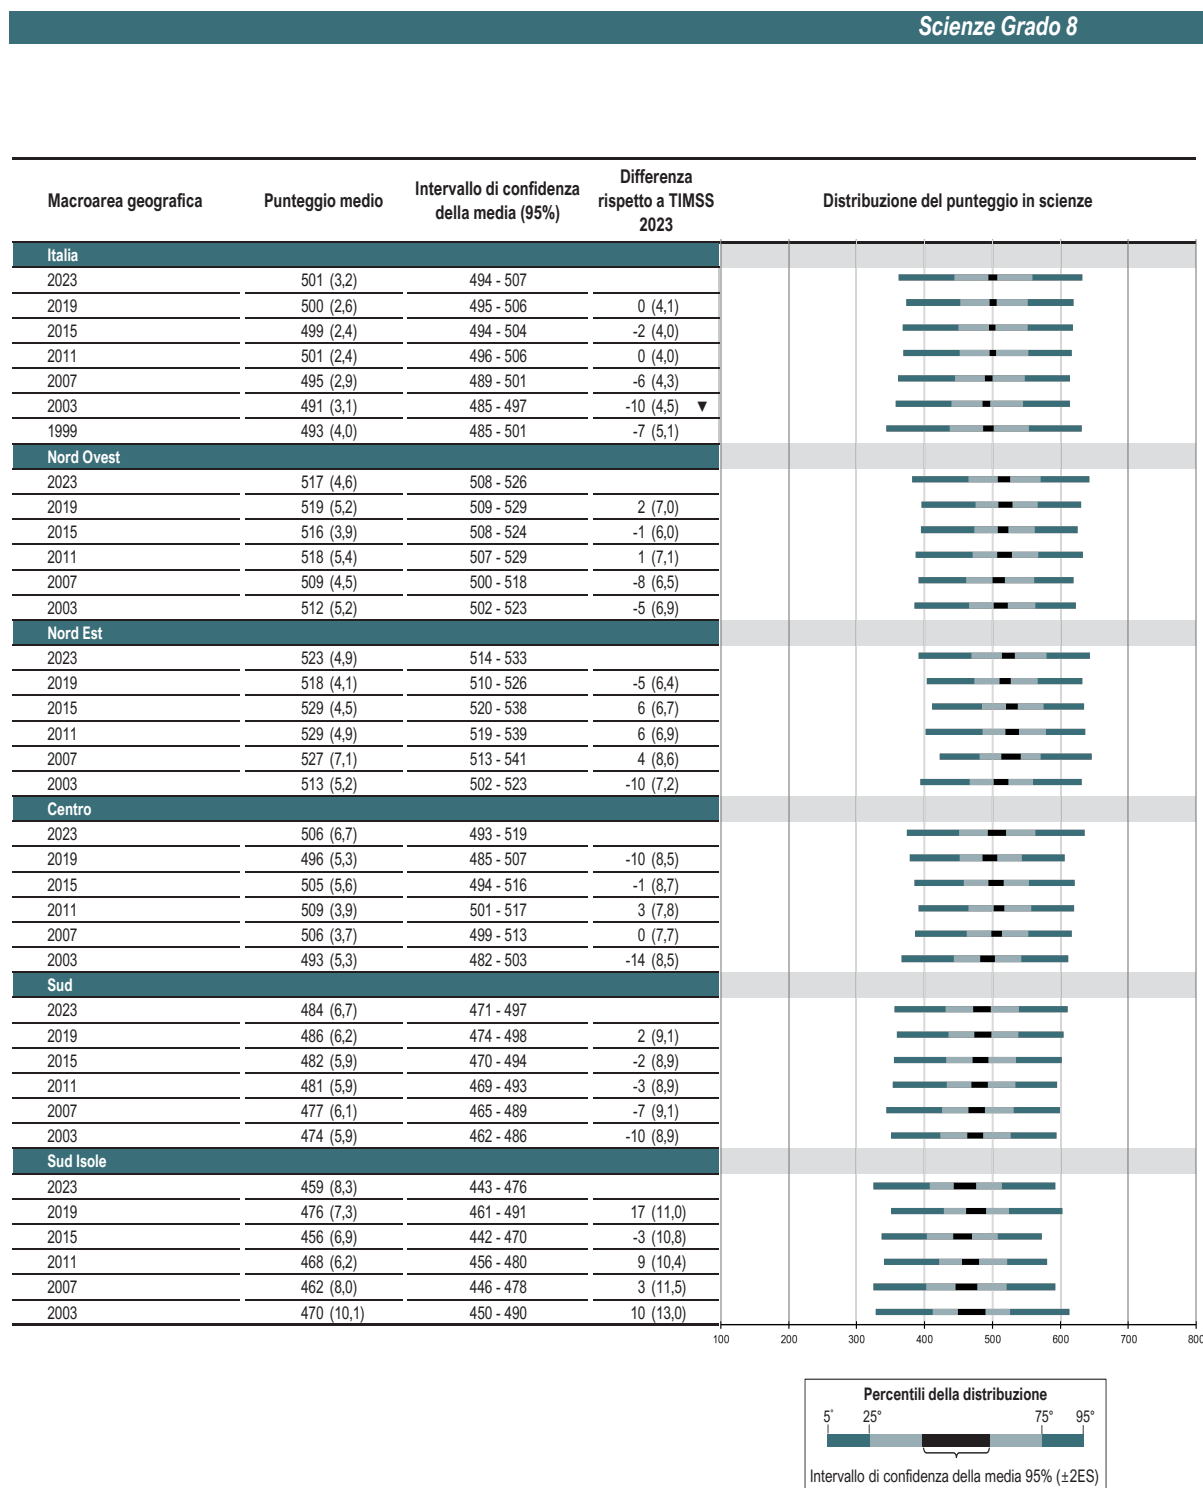 Scienze Grado 8
Macroarea geografica Punteggio medio Intervallo di confidenza della media (95%) Differenza rispetto a TIMSS 2023 Distribuzione del punteggio in scienze
Italia
2023 501 (3,2) 494 - 507
2019 500 (2,6) 495 - 506 0 (4,1)
2015 499 (2,4) 494 - 504 -2 (4,0)
2011 501 (2,4) 496 - 506 0 (4,0)
2007 495 (2,9) 489 - 501 -6 (4,3)
2003 491 (3,1) 485 - 497 -10 (4,5) ▼
1999 493 (4,0) 485 - 501 -7 (5,1)
Nord Ovest
2023 517 (4,6) 508 - 526
2019 519 (5,2) 509 - 529 2 (7,0)
2015 516 (3,9) 508 - 524 -1 (6,0)
2011 518 (5,4) 507 - 529 1 (7,1)
2007 509 (4,5) 500 - 518 -8 (6,5)
2003 512 (5,2) 502 - 523 -5 (6,9)
Nord Est
2023 523 (4,9) 514 - 533
2019 518 (4,1) 510 - 526 -5 (6,4)
2015 529 (4,5) 520 - 538 6 (6,7)
2011 529 (4,9) 519 - 539 6 (6,9)
2007 527 (7,1) 513 - 541 4 (8,6)
2003 513 (5,2) 502 - 523 -10 (7,2)
Centro
2023 506 (6,7) 493 - 519
2019 496 (5,3) 485 - 507 -10 (8,5)
2015 505 (5,6) 494 - 516 -1 (8,7)
2011 509 (3,9) 501 - 517 3 (7,8)
2007 506 (3,7) 499 - 513 0 (7,7)
2003 493 (5,3) 482 - 503 -14 (8,5)
Sud
2023 484 (6,7) 471 - 497
2019 486 (6,2) 474 - 498 2 (9,1)
2015 482 (5,9) 470 - 494 -2 (8,9)
2011 481 (5,9) 469 - 493 -3 (8,9)
2007 477 (6,1) 465 - 489 -7 (9,1)
2003 474 (5,9) 462 - 486 -10 (8,9)
Sud Isole
2023 459 (8,3) 443 - 476
2019 476 (7,3) 461 - 491 17 (11,0)
2015 456 (6,9) 442 - 470 -3 (10,8)
2011 468 (6,2) 456 - 480 9 (10,4)
2007 462 (8,0) 446 - 478 3 (11,5)
2003 470 (10,1) 450 - 490 10 (13,0)
100 200 300 400 500 600 700 800
Percentili della distribuzione
5° 25° 75° 95°
Intervallo di confidenza della media 95% (±2ES)